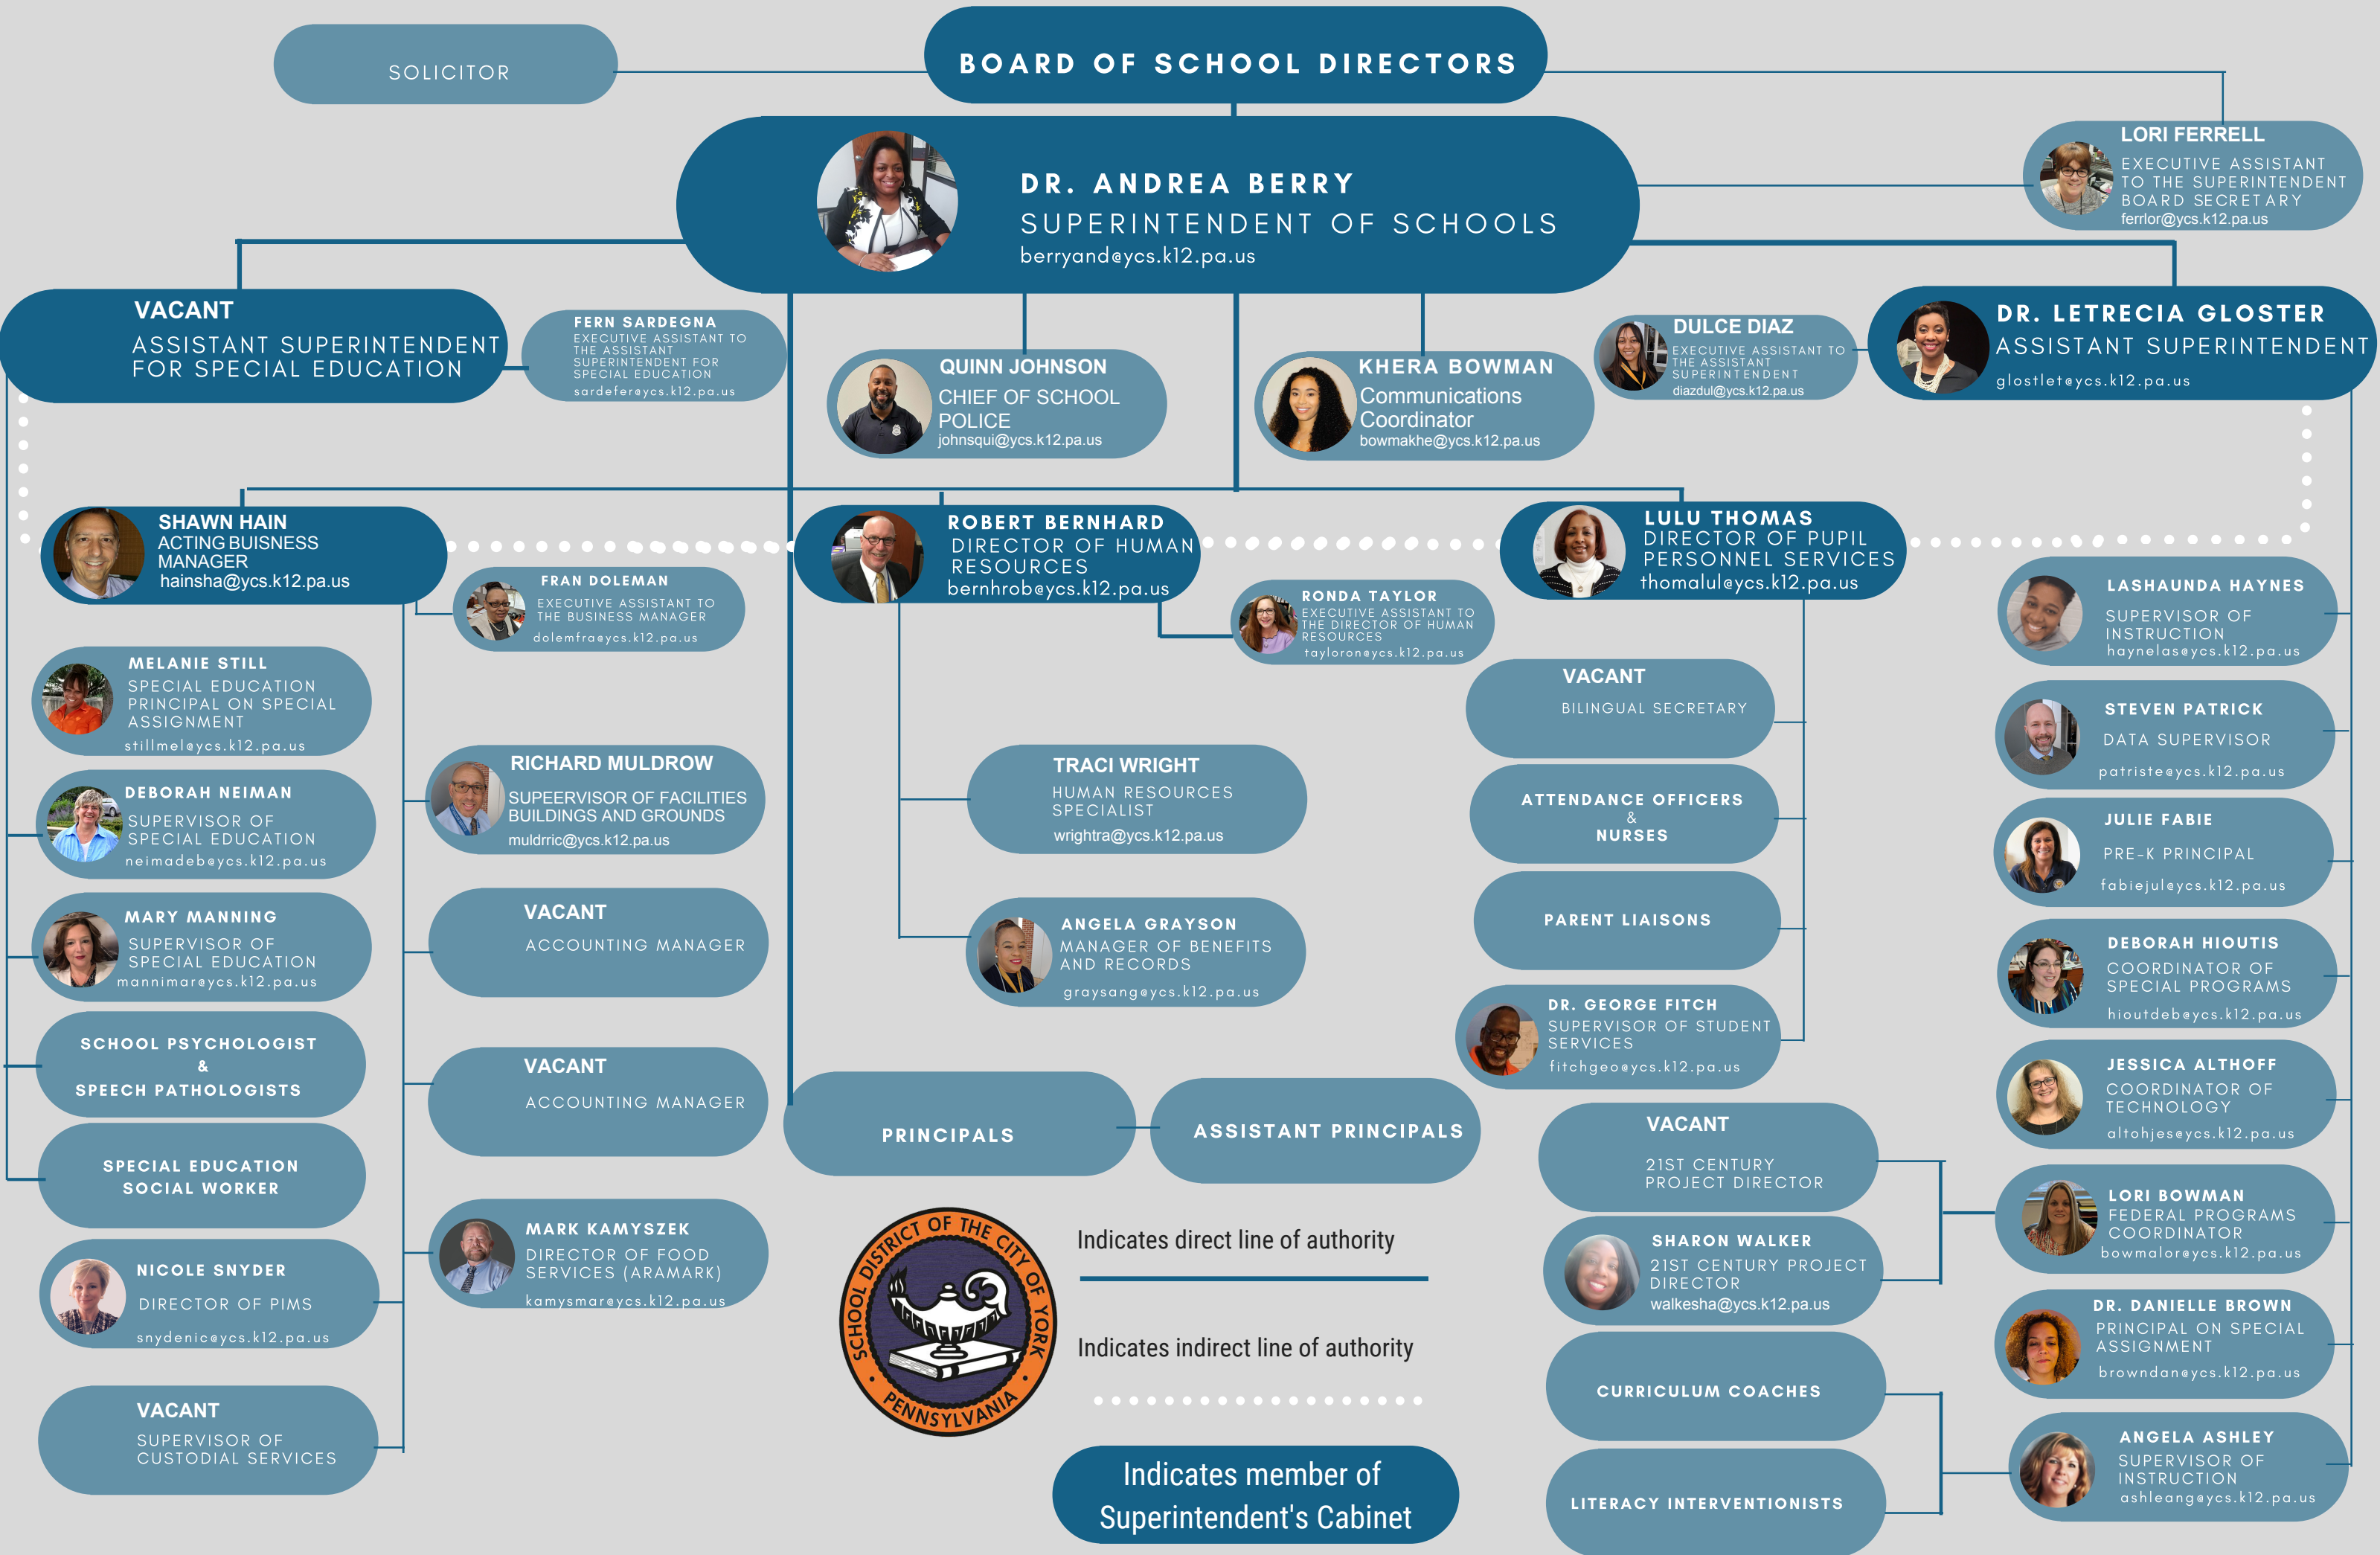 SOLICITOR
BOARD OF SCHOOL DIRECTORS
LORI FERRELL
EXECUTIVE ASSISTANT
TO THE SUPERINTENDENT
BOARD SECRETARY
ferrlor@ycs.k12.pa.us
DR. ANDREA BERRY
SUPERINTENDENT OF SCHOOLS
berryand@ycs.k12.pa.us
VACANT
ASSISTANT SUPERINTENDENT
FOR SPECIAL EDUCATION
FERN SARDEGNA
EXECUTIVE ASSISTANT TO
THE ASSISTANT
SUPERINTENDENT FOR
SPECIAL EDUCATION
sardefer@ycs.k12.pa.us
QUINN JOHNSON
CHIEF OF SCHOOL
POLICE
johnsqui@ycs.k12.pa.us
KHERA BOWMAN
Communications
Coordinator
bowmakhe@ycs.k12.pa.us
DULCE DIAZ
EXECUTIVE ASSISTANT TO
THE ASSISTANT
SUPERINTENDENT
diazdul@ycs.k12.pa.us
DR. LETRECIA GLOSTER
ASSISTANT SUPERINTENDENT
glostlet@ycs.k12.pa.us
SHAWN HAIN
ACTING BUISNESS
MANAGER
hainsha@ycs.k12.pa.us
FRAN DOLEMAN
EXECUTIVE ASSISTANT TO
THE BUSINESS MANAGER
dolemfra@ycs.k12.pa.us
ROBERT BERNHARD
DIRECTOR OF HUMAN
RESOURCES
bernhrob@ycs.k12.pa.us
RONDA TAYLOR
EXECUTIVE ASSISTANT TO
THE DIRECTOR OF HUMAN
RESOURCES
tayloron@ycs.k12.pa.us
LULU THOMAS
DIRECTOR OF PUPIL
PERSONNEL SERVICES
thomalul@ycs.k12.pa.us
MELANIE STILL
SPECIAL EDUCATION
PRINCIPAL ON SPECIAL
ASSIGNMENT
stillmel@ycs.k12.pa.us
DEBORAH NEIMAN
SUPERVISOR OF
SPECIAL EDUCATION
neimadeb@ycs.k12.pa.us
MARY MANNING
SUPERVISOR OF
SPECIAL EDUCATION
mannimar@ycs.k12.pa.us
SCHOOL PSYCHOLOGIST
&
SPEECH PATHOLOGISTS
SPECIAL EDUCATION
SOCIAL WORKER
NICOLE SNYDER
DIRECTOR OF PIMS
snydenic@ycs.k12.pa.us
VACANT
SUPERVISOR OF
CUSTODIAL SERVICES
RICHARD MULDROW
SUPEERVISOR OF FACILITIES
BUILDINGS AND GROUNDS
muldrric@ycs.k12.pa.us
VACANT
ACCOUNTING MANAGER
VACANT
ACCOUNTING MANAGER
MARK KAMYSZEK
DIRECTOR OF FOOD
SERVICES (ARAMARK)
kamysmar@ycs.k12.pa.us
TRACI WRIGHT
HUMAN RESOURCES
SPECIALIST
wrightra@ycs.k12.pa.us
ANGELA GRAYSON
MANAGER OF BENEFITS
AND RECORDS
graysang@ycs.k12.pa.us
PRINCIPALS
ASSISTANT PRINCIPALS
VACANT
BILINGUAL SECRETARY
ATTENDANCE OFFICERS
&
NURSES
PARENT LIAISONS
DR. GEORGE FITCH
SUPERVISOR OF STUDENT
SERVICES
fitchgeo@ycs.k12.pa.us
VACANT
21ST CENTURY
PROJECT DIRECTOR
SHARON WALKER
21ST CENTURY PROJECT
DIRECTOR
walkesha@ycs.k12.pa.us
CURRICULUM COACHES
LITERACY INTERVENTIONISTS
LASHAUNDA HAYNES
SUPERVISOR OF
INSTRUCTION
haynelas@ycs.k12.pa.us
STEVEN PATRICK
DATA SUPERVISOR
patriste@ycs.k12.pa.us
JULIE FABIE
PRE-K PRINCIPAL
fabiejul@ycs.k12.pa.us
DEBORAH HIOUTIS
COORDINATOR OF
SPECIAL PROGRAMS
hioutdeb@ycs.k12.pa.us
JESSICA ALTHOFF
COORDINATOR OF
TECHNOLOGY
altohjes@ycs.k12.pa.us
LORI BOWMAN
FEDERAL PROGRAMS
COORDINATOR
bowmalor@ycs.k12.pa.us
DR. DANIELLE BROWN
PRINCIPAL ON SPECIAL
ASSIGNMENT
browndan@ycs.k12.pa.us
ANGELA ASHLEY
SUPERVISOR OF
INSTRUCTION
ashleang@ycs.k12.pa.us
SCHOOL DISTRICT OF THE CITY OF YORK
• PENNSYLVANIA •
Indicates direct line of authority
Indicates indirect line of authority
Indicates member of
Superintendent's Cabinet